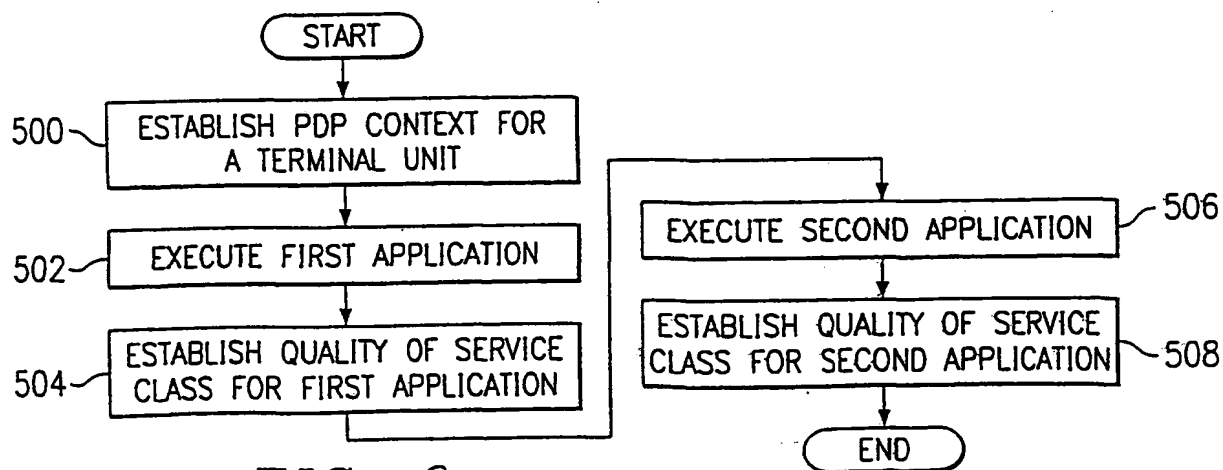 START
500
ESTABLISH PDP CONTEXT FOR
A TERMINAL UNIT
502
EXECUTE FIRST APPLICATION
504
ESTABLISH QUALITY OF SERVICE
CLASS FOR FIRST APPLICATION
EXECUTE SECOND APPLICATION
506
ESTABLISH QUALITY OF SERVICE
CLASS FOR SECOND APPLICATION
508
END